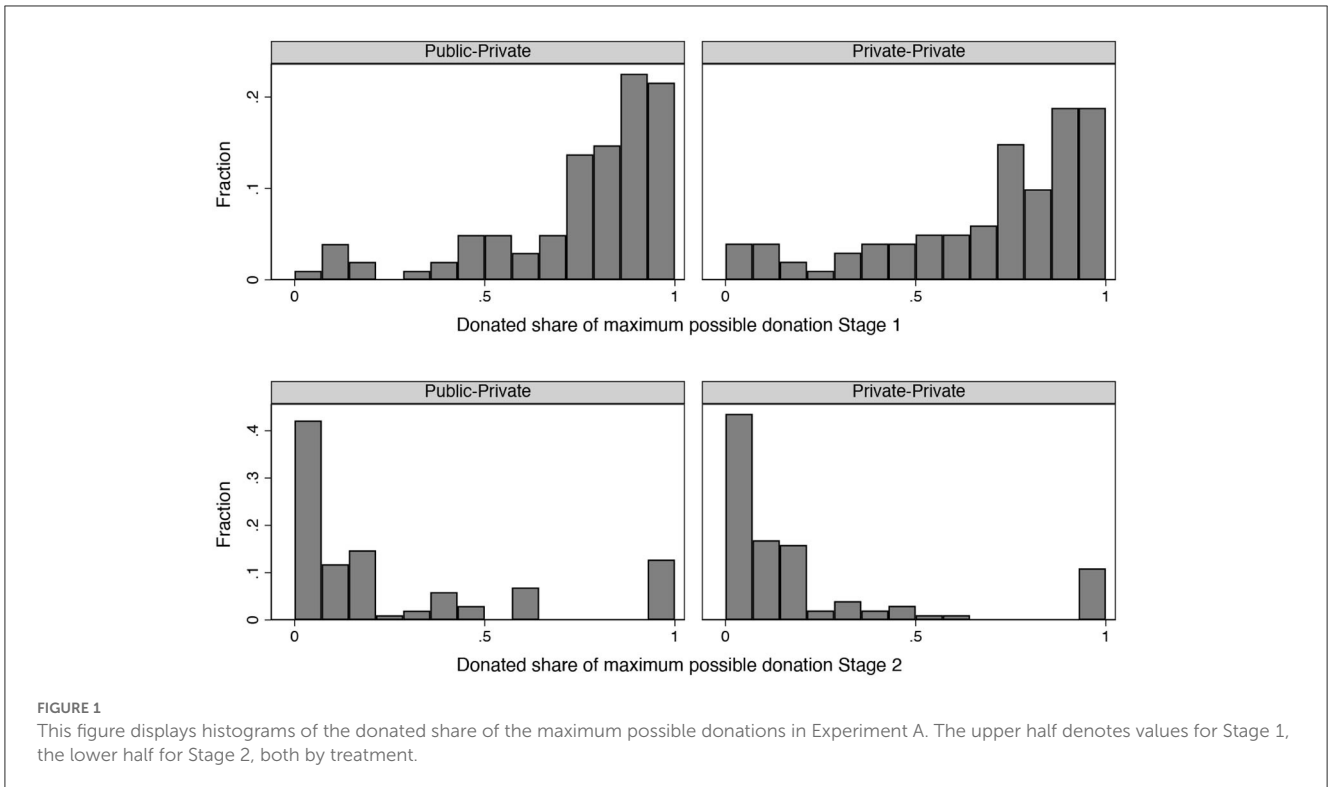 Public-Private
Private-Private
Fraction
0
.1
.2
0
.5
1
0
.5
1
Donated share of maximum possible donation Stage 1
Public-Private
Private-Private
Fraction
0
.1
.2
.3
.4
0
.5
1
0
.5
1
Donated share of maximum possible donation Stage 2
FIGURE 1
This figure displays histograms of the donated share of the maximum possible donations in Experiment A. The upper half denotes values for Stage 1,
the lower half for Stage 2, both by treatment.